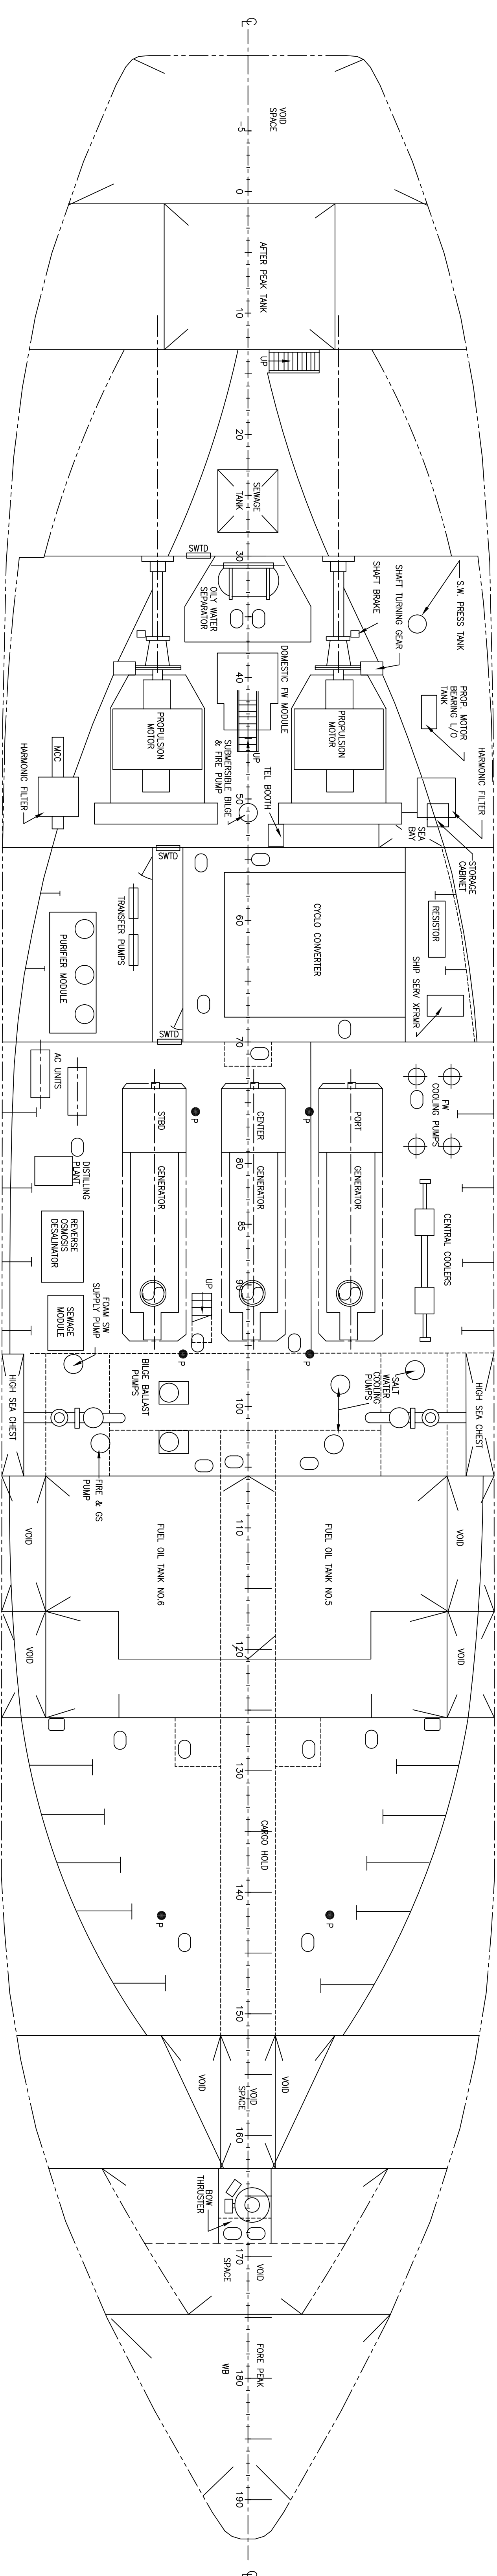 ℄
VOID
SPACE
-5
0
AFTER PEAK TANK
10
UP
20
SEWAGE
TANK
SWTD
30
OILY WATER
SEPARATOR
SHAFT BRAKE
SHAFT TURNING GEAR
S.W. PRESS TANK
40
DOMESTIC FW MODULE
PROP. MOTOR
BEARING L/O
TANK
PROPULSION
MOTOR
PROPULSION
MOTOR
UP
MCC
HARMONIC FILTER
HARMONIC FILTER
SUBMERSIBLE BILGE
& FIRE PUMP
50
TEL BOOTH
SEA
BAY
STORAGE
CABINET
SWTD
TRANSFER PUMPS
PURIFIER MODULE
60
CYCLO CONVERTER
RESISTOR
SHIP SERV XFRMR
SWTD
70
AC UNITS
FW
COOLING PUMPS
P
P
STBD
GENERATOR
CENTER
GENERATOR
PORT
GENERATOR
80
DISTILLING
PLANT
85
REVERSE
OSMOSIS
DESALINATOR
CENTRAL COOLERS
90
UP
SEWAGE
MODULE
FOAM SW
SUPPLY PUMP
P
P
BILGE BALLAST
PUMPS
SALT
WATER
COOLING
PUMPS
HIGH SEA CHEST
HIGH SEA CHEST
100
FIRE & GS
PUMP
VOID
VOID
FUEL OIL TANK NO.6
FUEL OIL TANK NO.5
110
VOID
VOID
120
130
CARGO HOLD
140
P
P
150
VOID
VOID
SPACE
VOID
160
BOW
THRUSTER
170
VOID
SPACE
FORE PEAK
WB
180
190